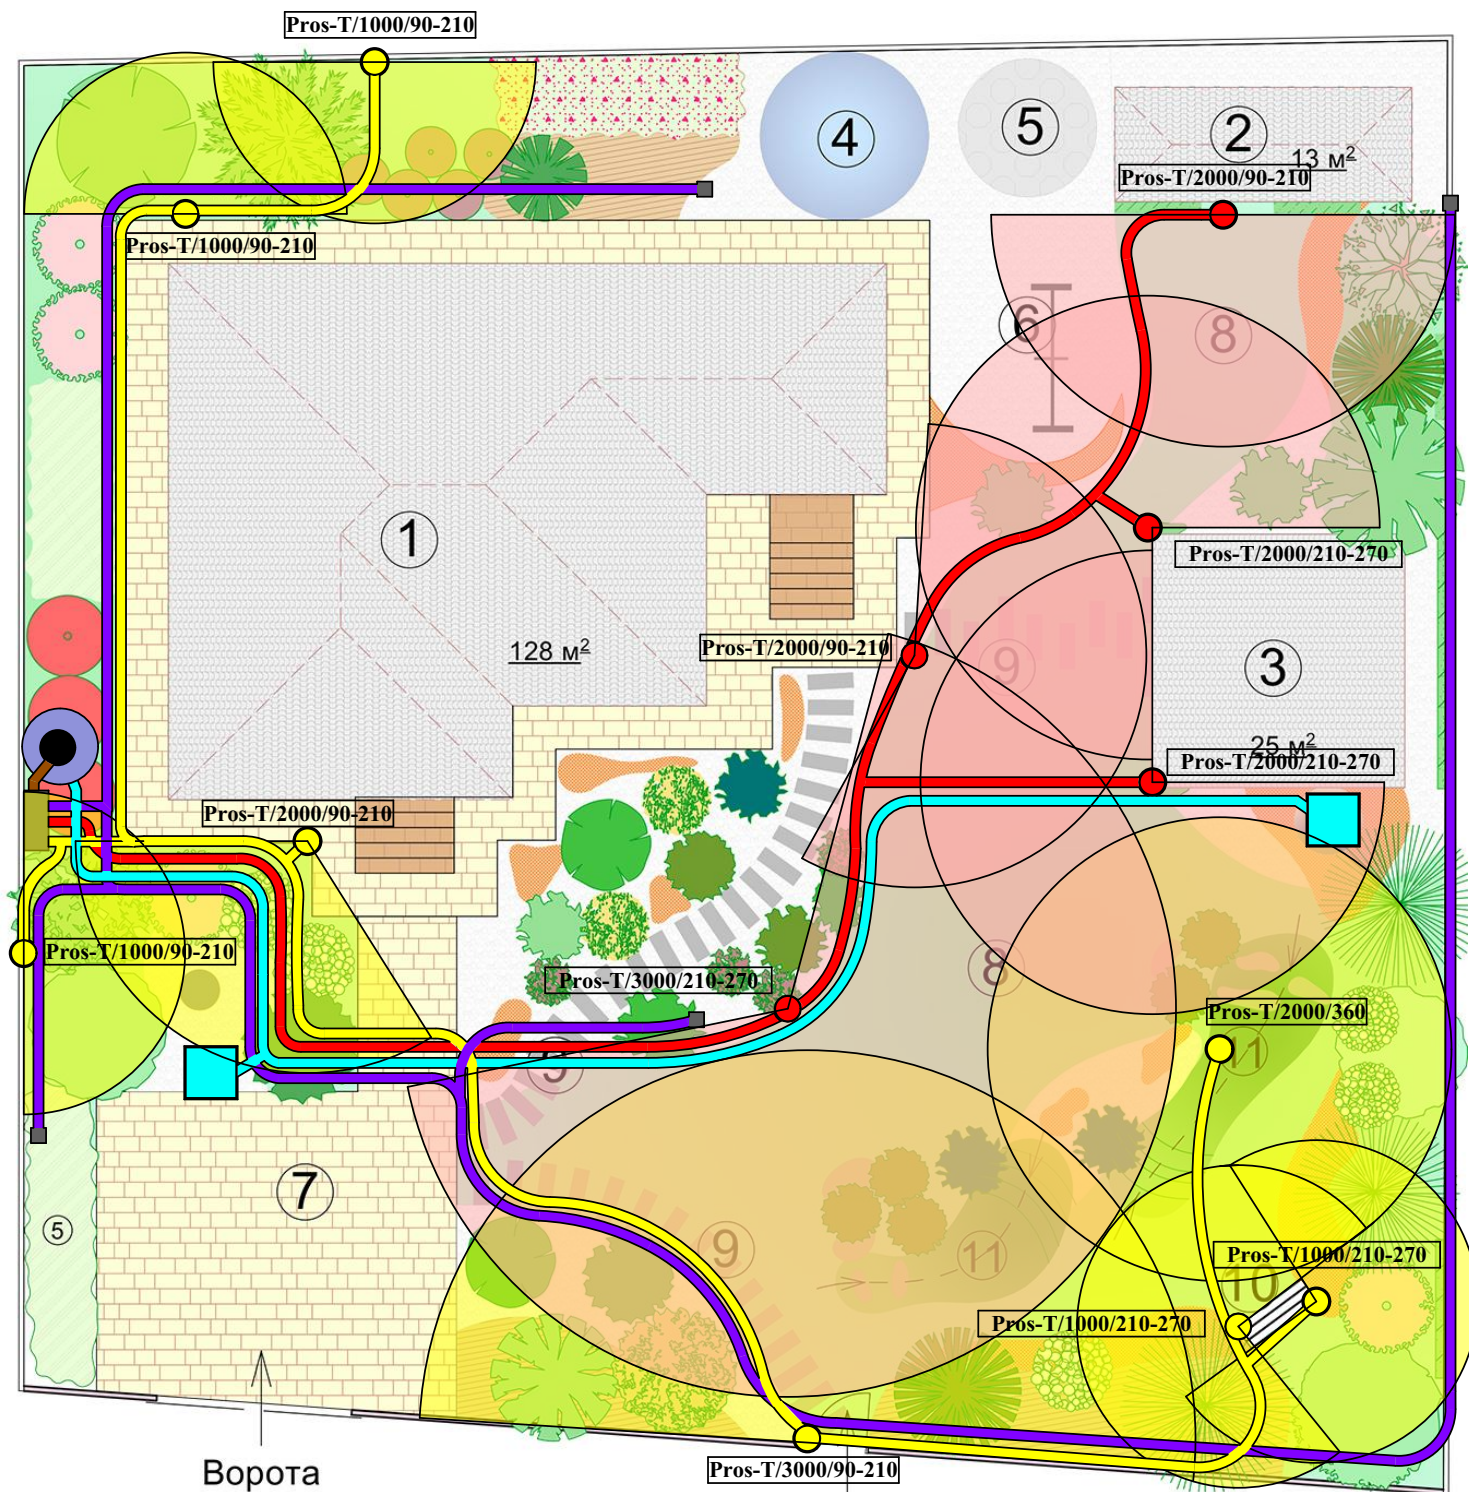 Pros-T/1000/90-210
4
5
2
13 м²
Pros-T/2000/90-210
Pros-T/1000/90-210
6
8
1
Pros-T/2000/210-270
128 м²
Pros-T/2000/90-210
9
3
25 м²
Pros-T/2000/210-270
Pros-T/2000/90-210
Pros-T/1000/90-210
Pros-T/3000/210-270
8
Pros-T/2000/360
11
7
5
9
11
Pros-T/1000/210-270
10
Pros-T/1000/210-270
Ворота
Pros-T/3000/90-210